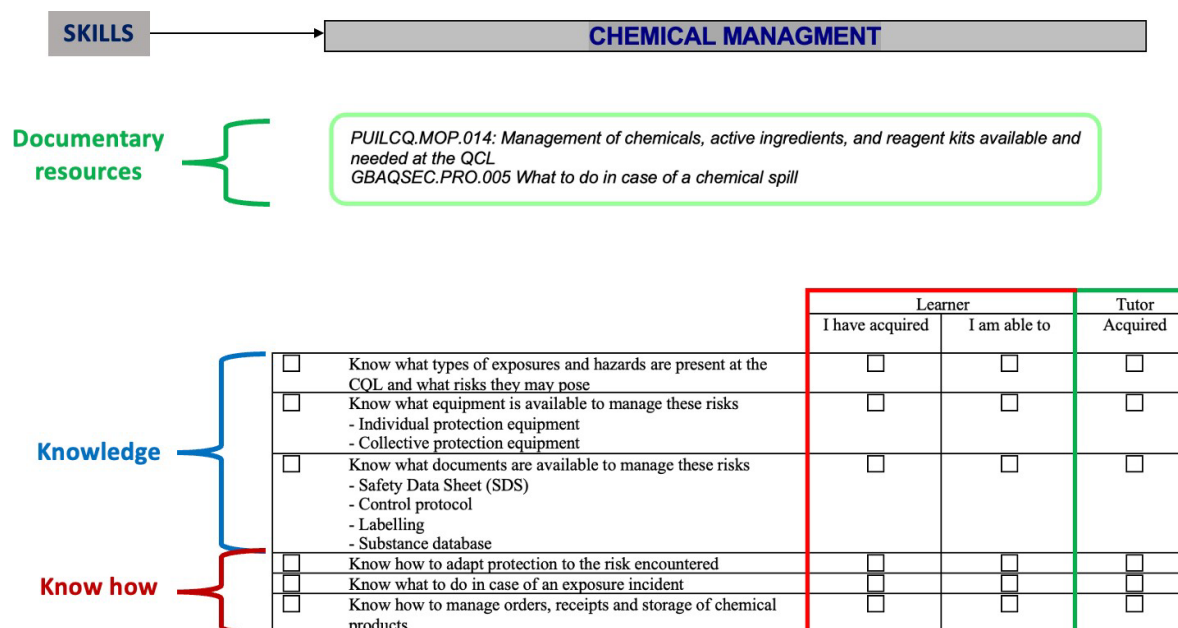 SKILLS
CHEMICAL MANAGMENT
Documentary
resources
PUILCQ.MOP.014: Management of chemicals, active ingredients, and reagent kits available and
needed at the QCL
GBAQSEC.PRO.005 What to do in case of a chemical spill
Learner
Tutor
I have acquired
I am able to
Acquired
Knowledge
Know what types of exposures and hazards are present at the
CQL and what risks they may pose
Know what equipment is available to manage these risks
- Individual protection equipment
- Collective protection equipment
Know what documents are available to manage these risks
- Safety Data Sheet (SDS)
- Control protocol
- Labelling
- Substance database
Know how
Know how to adapt protection to the risk encountered
Know what to do in case of an exposure incident
Know how to manage orders, receipts and storage of chemical
products